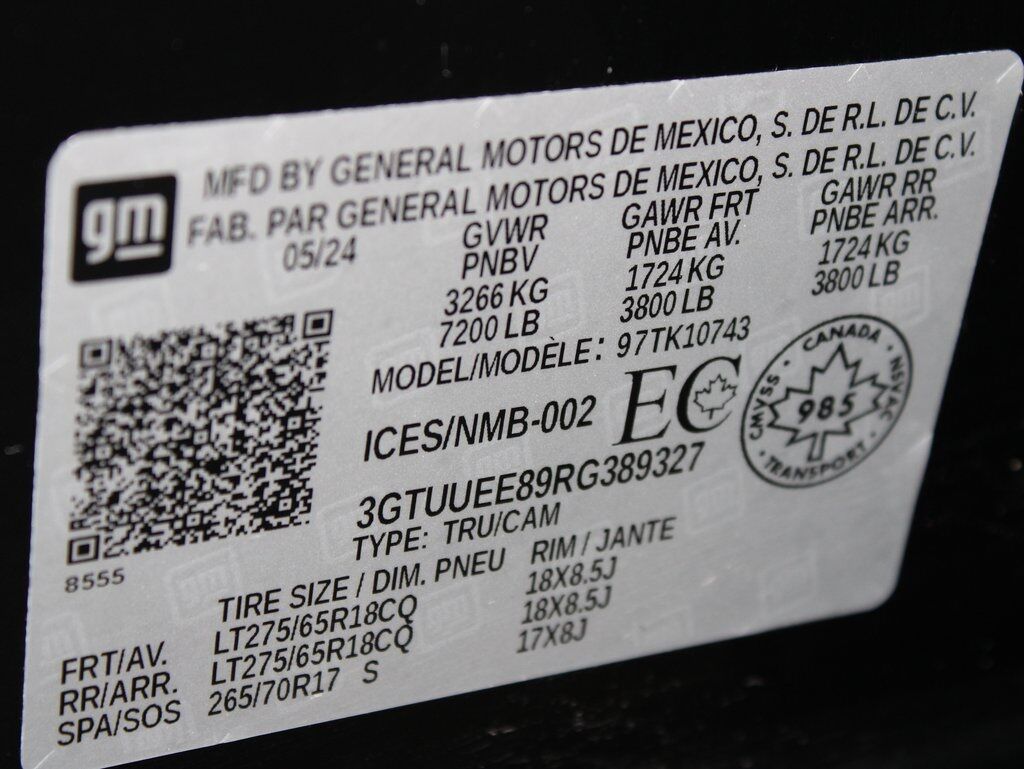 gm
MFD BY GENERAL MOTORS DE MEXICO, S. DE R.L. DE C.V.
FAB. PAR GENERAL MOTORS DE MEXICO, S. DE R.L. DE C.V.
05/24 GVWR GAWR FRT GAWR RR
PNBV PNBE AV. PNBE ARR.
3266 KG 1724 KG 1724 KG
7200 LB 3800 LB 3800 LB
MODEL/MODÈLE: 97TK10743
ICES/NMB-002 EC
CANADA
CMVSS 985 NSVAC
TRANSPORT
3GTUUEE89RG389327
TYPE: TRU/CAM
8555
TIRE SIZE / DIM. PNEU RIM / JANTE
FRT/AV. LT275/65R18CQ 18X8.5J
RR/ARR. LT275/65R18CQ 18X8.5J
SPA/SOS 265/70R17 S 17X8J